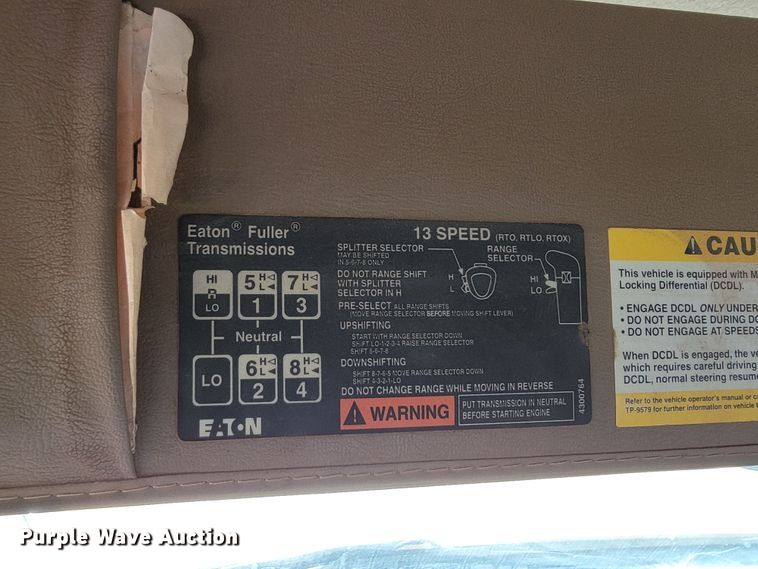 Eaton® Fuller®
Transmissions
13 SPEED (RTO, RTLO, RTOX)
SPLITTER SELECTOR
MAY BE SHIFTED
IN 5-6-7-8 ONLY
H
L
RANGE
SELECTOR
HI
LO
DO NOT RANGE SHIFT
WITH SPLITTER
SELECTOR IN H
PRE-SELECT ALL RANGE SHIFTS
(MOVE RANGE SELECTOR BEFORE MOVING SHIFT LEVER)
UPSHIFTING
START WITH RANGE SELECTOR DOWN
SHIFT LO-1-2-3-4 RAISE RANGE SELECTOR
SHIFT 5-6-7-8
DOWNSHIFTING
SHIFT 8-7-6-5 MOVE RANGE SELECTOR DOWN
SHIFT 4-3-2-1-LO
DO NOT CHANGE RANGE WHILE MOVING IN REVERSE
WARNING
PUT TRANSMISSION IN NEUTRAL
BEFORE STARTING ENGINE
4300764
HI
R
LO
5 H
L
1
7 H
L
3
Neutral
LO
6 H
L
2
8 H
L
4
EATON
CAU
This vehicle is equipped with M
Locking Differential (DCDL).
• ENGAGE DCDL ONLY UNDER
• DO NOT ENGAGE DURING DO
• DO NOT ENGAGE AT SPEEDS
When DCDL is engaged, the ve
which requires careful driving
DCDL, normal steering resume
Refer to the vehicle operator's manual or ca
TP-9579 for further information on vehicle
Purple Wave Auction